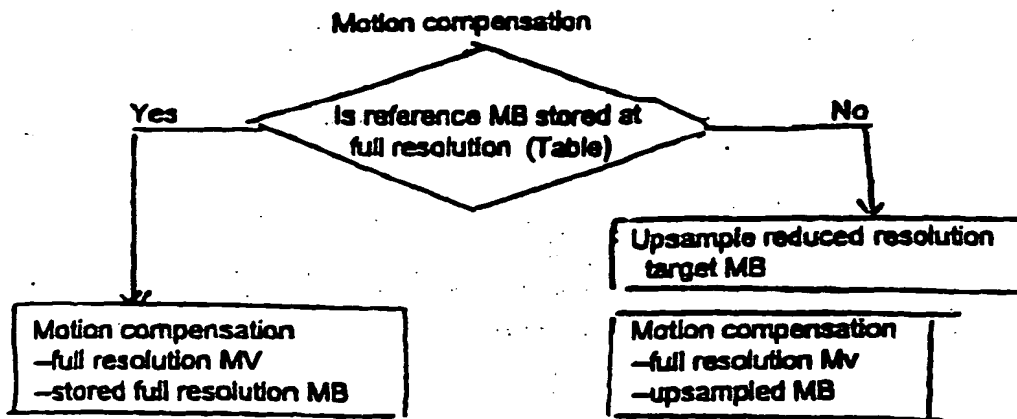 Motion compensation
Is reference MB stored at
full resolution (Table)
Yes
No
Upsample reduced resolution
target MB
Motion compensation
–full resolution MV
–stored full resolution MB
Motion compensation
–full resolution Mv
–upsampled MB